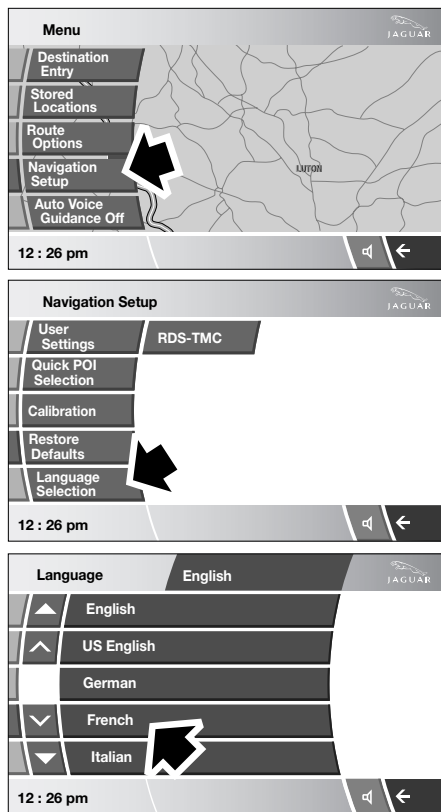 Menu
JAGUAR
Destination
Entry
Stored
Locations
Route
Options
Navigation
Setup
Auto Voice
Guidance Off
LUTON
12 : 26 pm
Navigation Setup
JAGUAR
User
Settings
RDS-TMC
Quick POI
Selection
Calibration
Restore
Defaults
Language
Selection
12 : 26 pm
Language
English
JAGUAR
English
US English
German
French
Italian
12 : 26 pm